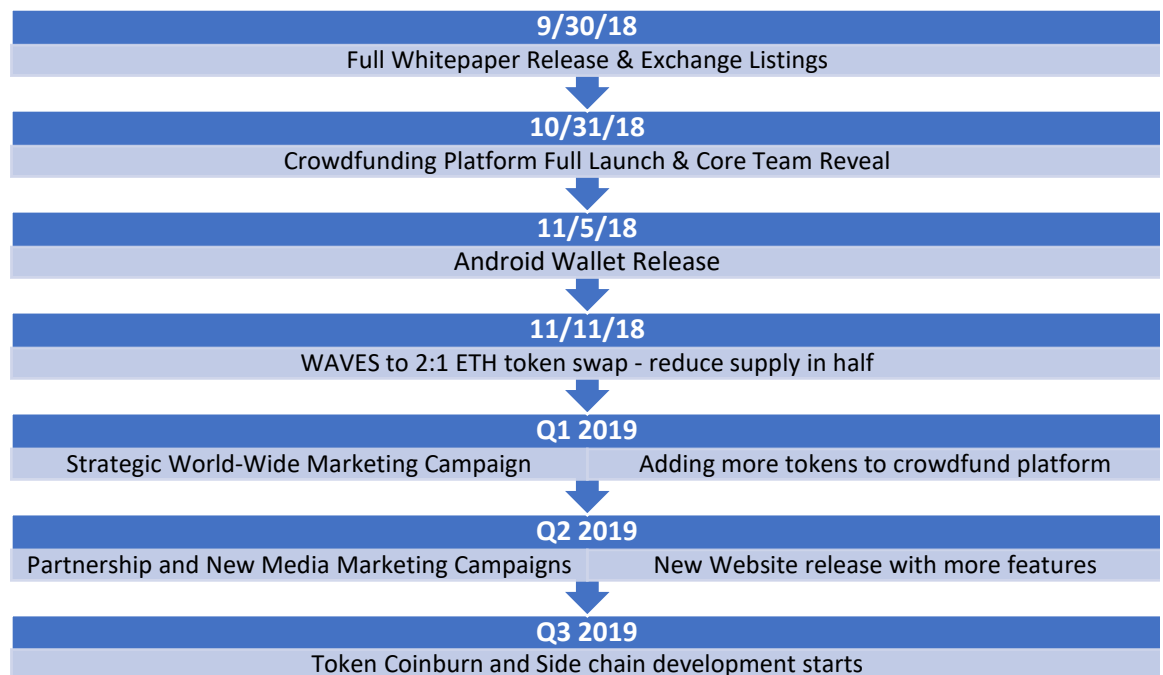 9/30/18
Full Whitepaper Release & Exchange Listings
10/31/18
Crowdfunding Platform Full Launch & Core Team Reveal
11/5/18
Android Wallet Release
11/11/18
WAVES to 2:1 ETH token swap - reduce supply in half
Q1 2019
Strategic World-Wide Marketing Campaign
Adding more tokens to crowdfund platform
Q2 2019
Partnership and New Media Marketing Campaigns
New Website release with more features
Q3 2019
Token Coinburn and Side chain development starts